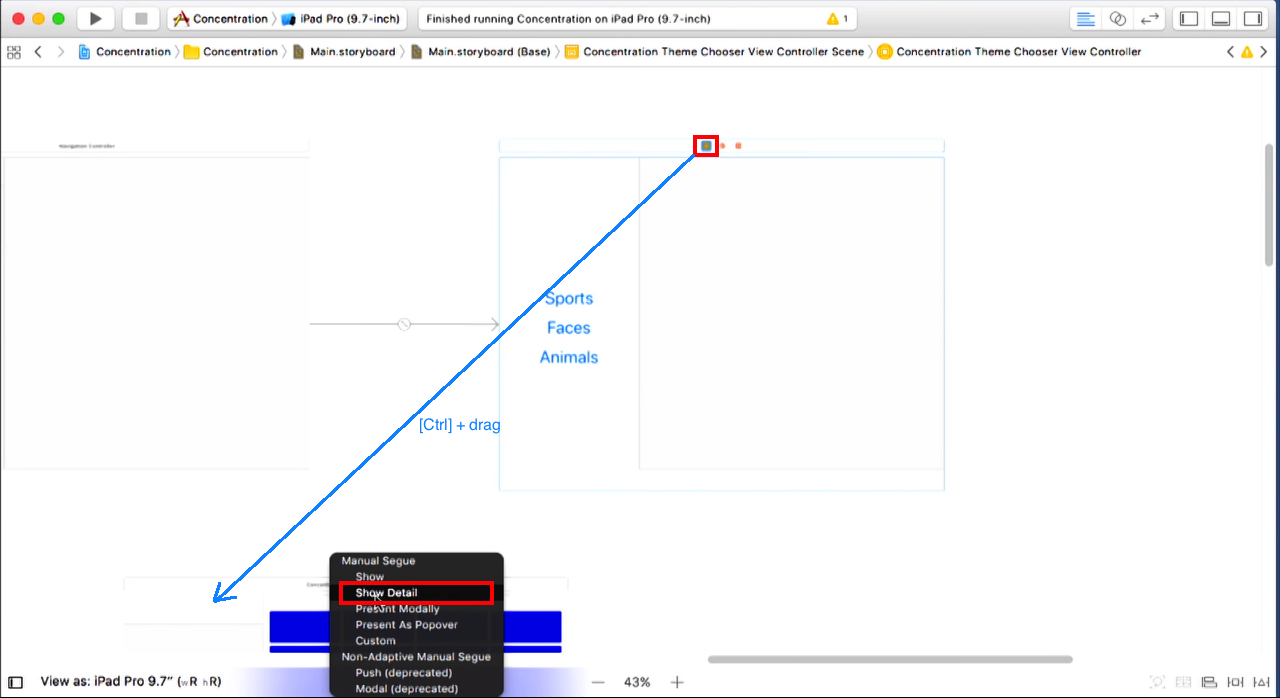 Concentration 〉 iPad Pro (9.7-inch)
Finished running Concentration on iPad Pro (9.7-inch)
1
Concentration 〉 Concentration 〉 Main.storyboard 〉 Main.storyboard (Base) 〉 Concentration Theme Chooser View Controller Scene 〉 Concentration Theme Chooser View Controller
Navigation Controller
Sports
Faces
Animals
[Ctrl] + drag
Manual Segue
Show
Show Detail
Present Modally
Present As Popover
Custom
Non-Adaptive Manual Segue
Push (deprecated)
Modal (deprecated)
View as: iPad Pro 9.7” (wR hR)
43%